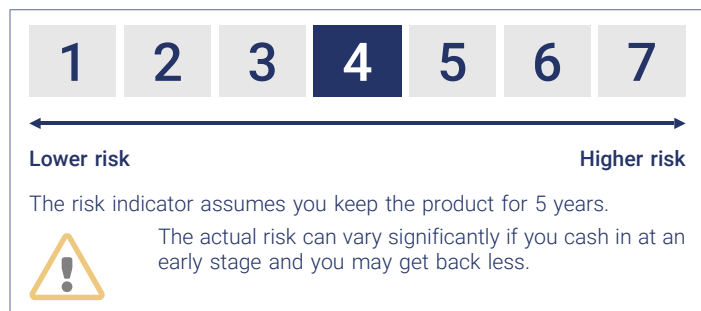 1 2 3 4 5 6 7
Lower risk Higher risk
The risk indicator assumes you keep the product for 5 years.
The actual risk can vary significantly if you cash in at an
early stage and you may get back less.